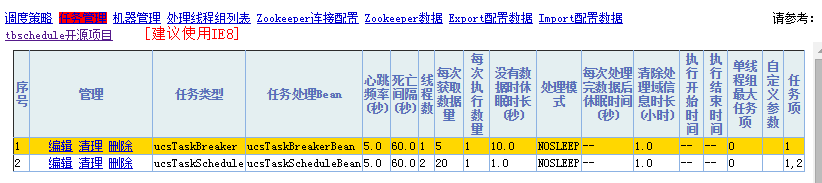 调度策略 任务管理 机器管理 处理线程组列表 Zookeeper连接配置 Zookeeper数据 Export配置数据 Import配置数据 请参考:
tbschedule开源项目 [建议使用IE8]
序号 管理 任务类型 任务处理Bean 心跳频率(秒) 死亡间隔(秒) 线程数 每次获取数据量 每次执行数量 没有数据时休眠时长(秒) 处理模式 每次处理完数据后休眠时间(秒) 清除处理域信息时长(小时) 执行开始时间 执行结束时间 单线程组最大任务项 自定义参数 任务项
1 编辑 清理 删除 ucsTaskBreaker ucsTaskBreakerBean 5.0 60.0 1 5 1 10.0 NOSLEEP -- 1.0 -- -- 0 1
2 编辑 清理 删除 ucsTaskSchedule ucsTaskScheduleBean 5.0 60.0 2 20 1 1.0 NOSLEEP -- 1.0 -- -- 0 1,2